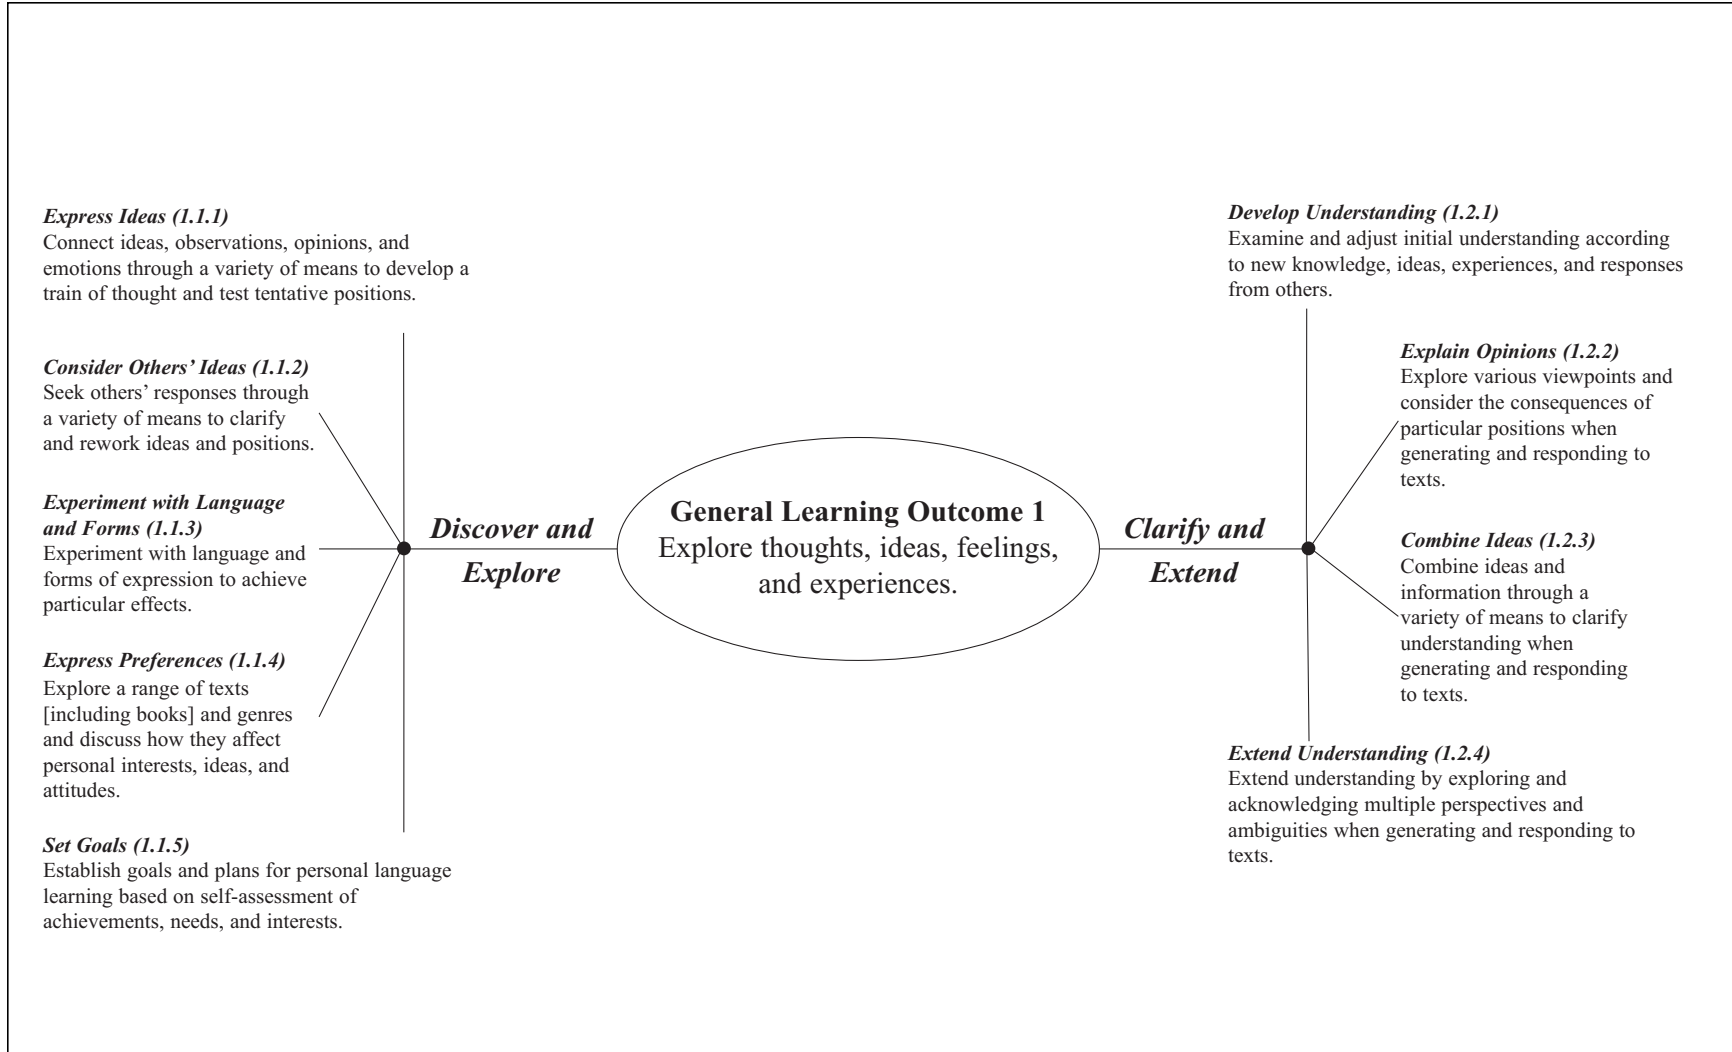 Express Ideas (1.1.1)
Connect ideas, observations, opinions, and
emotions through a variety of means to develop a
train of thought and test tentative positions.
Consider Others’ Ideas (1.1.2)
Seek others’ responses through
a variety of means to clarify
and rework ideas and positions.
Experiment with Language
and Forms (1.1.3)
Experiment with language and
forms of expression to achieve
particular effects.
Express Preferences (1.1.4)
Explore a range of texts
[including books] and genres
and discuss how they affect
personal interests, ideas, and
attitudes.
Set Goals (1.1.5)
Establish goals and plans for personal language
learning based on self-assessment of
achievements, needs, and interests.
Discover and
Explore
General Learning Outcome 1
Explore thoughts, ideas, feelings,
and experiences.
Clarify and
Extend
Develop Understanding (1.2.1)
Examine and adjust initial understanding according
to new knowledge, ideas, experiences, and responses
from others.
Explain Opinions (1.2.2)
Explore various viewpoints and
consider the consequences of
particular positions when
generating and responding to
texts.
Combine Ideas (1.2.3)
Combine ideas and
information through a
variety of means to clarify
understanding when
generating and responding
to texts.
Extend Understanding (1.2.4)
Extend understanding by exploring and
acknowledging multiple perspectives and
ambiguities when generating and responding to
texts.